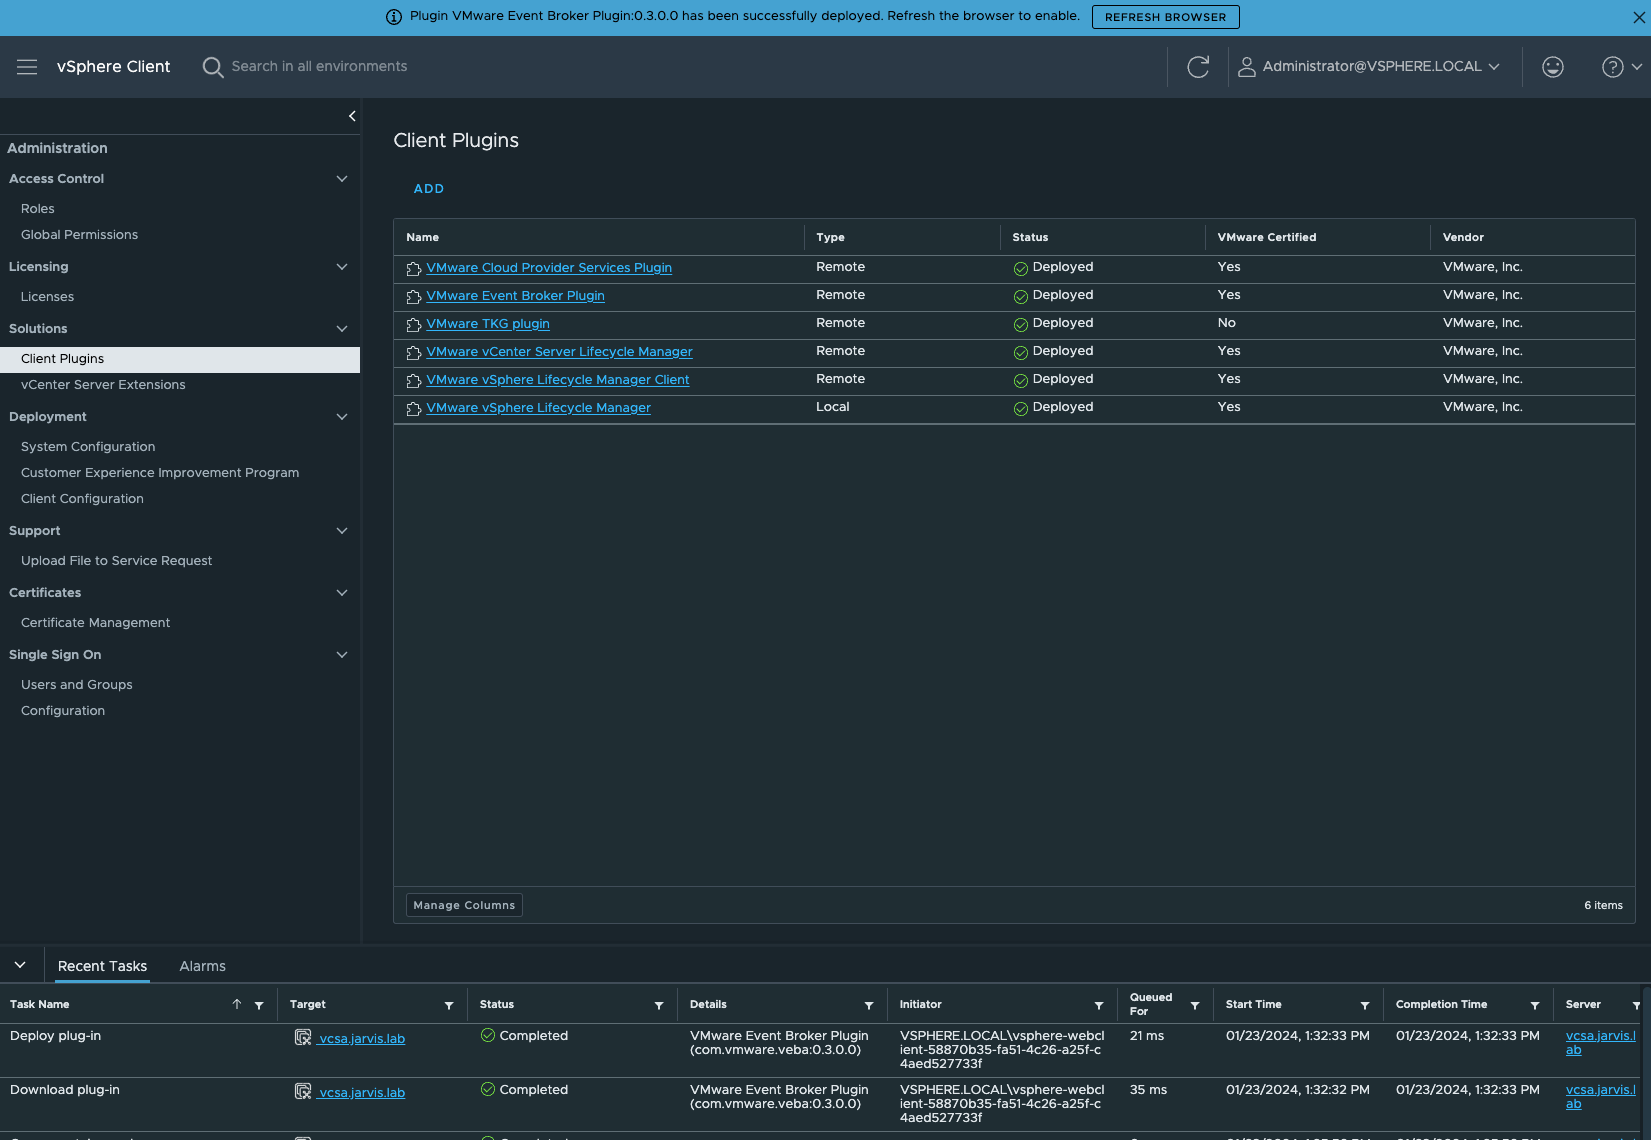 Plugin VMware Event Broker Plugin:0.3.0.0 has been successfully deployed. Refresh the browser to enable. REFRESH BROWSER
vSphere Client Search in all environments Administrator@VSPHERE.LOCAL
Administration
Access Control
Roles
Global Permissions
Licensing
Licenses
Solutions
Client Plugins
vCenter Server Extensions
Deployment
System Configuration
Customer Experience Improvement Program
Client Configuration
Support
Upload File to Service Request
Certificates
Certificate Management
Single Sign On
Users and Groups
Configuration
Client Plugins
ADD
Name Type Status VMware Certified Vendor
VMware Cloud Provider Services Plugin Remote Deployed Yes VMware, Inc.
VMware Event Broker Plugin Remote Deployed Yes VMware, Inc.
VMware TKG plugin Remote Deployed No VMware, Inc.
VMware vCenter Server Lifecycle Manager Remote Deployed Yes VMware, Inc.
VMware vSphere Lifecycle Manager Client Remote Deployed Yes VMware, Inc.
VMware vSphere Lifecycle Manager Local Deployed Yes VMware, Inc.
Manage Columns 6 items
Recent Tasks Alarms
Task Name Target Status Details Initiator Queued For Start Time Completion Time Server
Deploy plug-in vcsa.jarvis.lab Completed VMware Event Broker Plugin VSPHERE.LOCAL\vsphere-webcl 21 ms 01/23/2024, 1:32:33 PM 01/23/2024, 1:32:33 PM vcsa.jarvis.l
(com.vmware.veba:0.3.0.0) ient-58870b35-fa51-4c26-a25f-c ab
4aed527733f
Download plug-in vcsa.jarvis.lab Completed VMware Event Broker Plugin VSPHERE.LOCAL\vsphere-webcl 35 ms 01/23/2024, 1:32:32 PM 01/23/2024, 1:32:33 PM vcsa.jarvis.l
(com.vmware.veba:0.3.0.0) ient-58870b35-fa51-4c26-a25f-c ab
4aed527733f